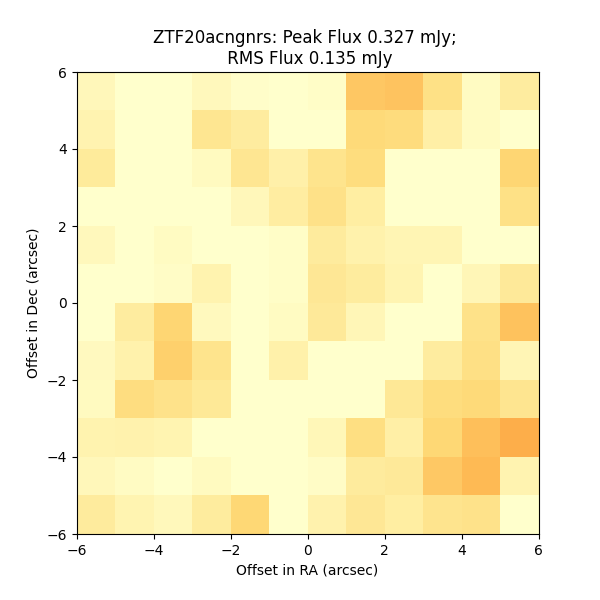 ZTF20acngnrs: Peak Flux 0.327 mJy;
RMS Flux 0.135 mJy
6
4
2
0
−2
−4
−6
Offset in Dec (arcsec)
−6 −4 −2 0 2 4 6
Offset in RA (arcsec)